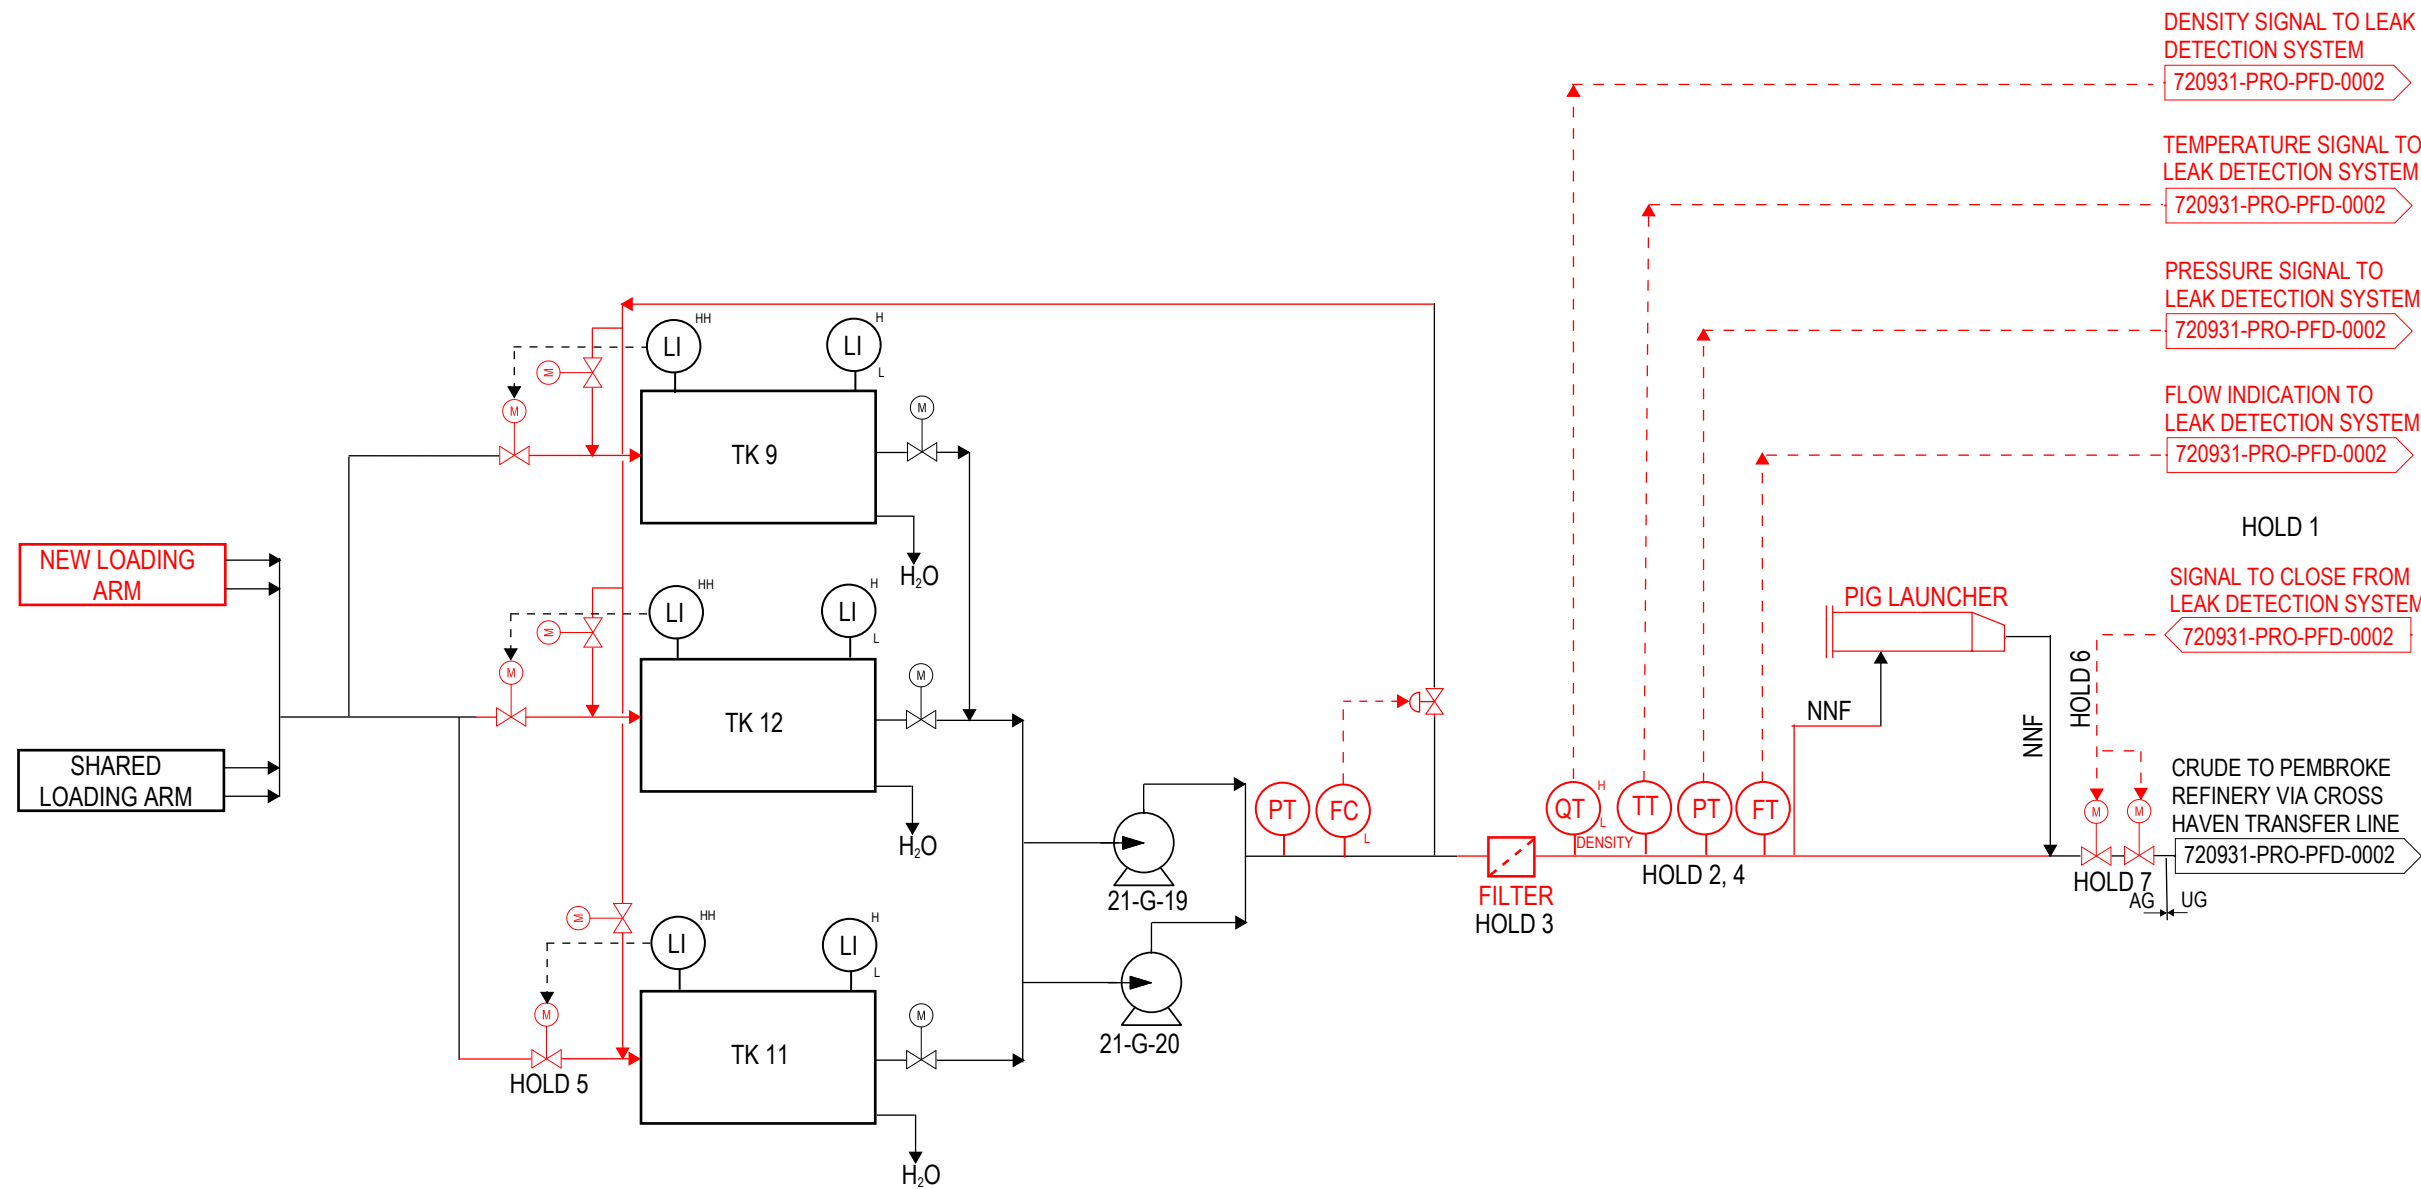 DENSITY SIGNAL TO LEAK
DETECTION SYSTEM
720931-PRO-PFD-0002
TEMPERATURE SIGNAL TO
LEAK DETECTION SYSTEM
720931-PRO-PFD-0002
PRESSURE SIGNAL TO
LEAK DETECTION SYSTEM
720931-PRO-PFD-0002
FLOW INDICATION TO
LEAK DETECTION SYSTEM
720931-PRO-PFD-0002
HOLD 1
SIGNAL TO CLOSE FROM
LEAK DETECTION SYSTEM
720931-PRO-PFD-0002
HOLD 6
CRUDE TO PEMBROKE
REFINERY VIA CROSS
HAVEN TRANSFER LINE
720931-PRO-PFD-0002
M
M
HOLD 7
AG
UG
PIG LAUNCHER
NNF
NNF
NEW LOADING
ARM
SHARED
LOADING ARM
LI
HH
LI
H
L
M
M
M
TK 9
H₂O
LI
HH
LI
H
L
M
M
M
TK 12
H₂O
LI
HH
LI
H
L
M
M
M
TK 11
HOLD 5
H₂O
21-G-19
21-G-20
PT
FC
L
FILTER
HOLD 3
QT
H
L
DENSITY
TT
PT
FT
HOLD 2, 4